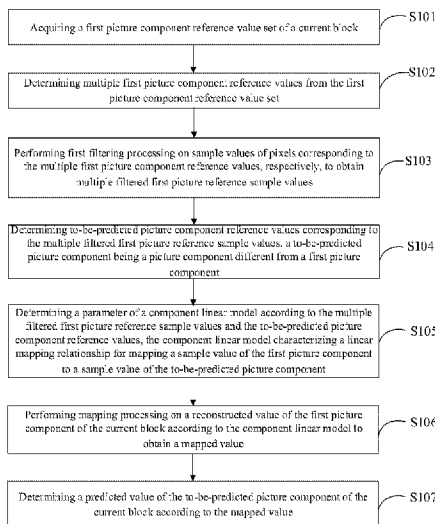 Acquiring a first picture component reference value set of a current block
S101
Determining multiple first picture component reference values from the first
picture component reference value set
S102
Performing first filtering processing on sample values of pixels corresponding to
the multiple first picture component reference values, respectively, to obtain
multiple filtered first picture reference sample values
S103
Determining to-be-predicted picture component reference values corresponding to
the multiple filtered first picture reference sample values, a to-be-predicted
picture component being a picture component different from a first picture
component
S104
Determining a parameter of a component linear model according to the multiple
filtered first picture reference sample values and the to-be-predicted picture
component reference values, the component linear model characterizing a linear
mapping relationship for mapping a sample value of the first picture component
to a sample value of the to-be-predicted picture component
S105
Performing mapping processing on a reconstructed value of the first picture
component of the current block according to the component linear model to
obtain a mapped value
S106
Determining a predicted value of the to-be-predicted picture component of the
current block according to the mapped value
S107